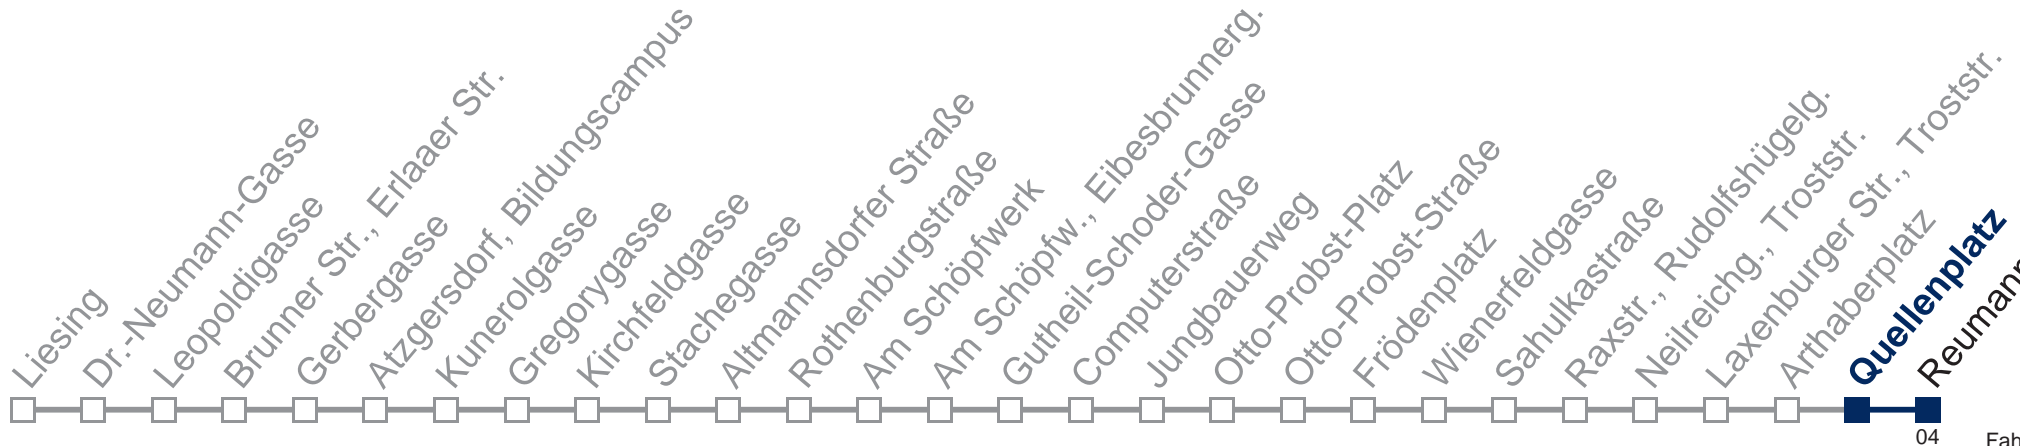 Liesing
Dr.-Neumann-Gasse
Leopoldigasse
Brunner Str., Erlaaer Str.
Gerbergasse
Atzgersdorf, Bildungscampus
Kunerolgasse
Gregorygasse
Kirchfeldgasse
Stachegasse
Altmannsdorfer Straße
Rothenburgstraße
Am Schöpfwerk
Am Schöpfw., Eibesbrunnerg.
Gutheil-Schoder-Gasse
Computerstraße
Jungbauerweg
Otto-Probst-Platz
Otto-Probst-Straße
Frödenplatz
Wienerfeldgasse
Sahulkastraße
Raxstr., Rudolfshügelg.
Neilreichg., Troststr.
Laxenburger Str., Troststr.
Arthaberplatz
Quellenplatz
04